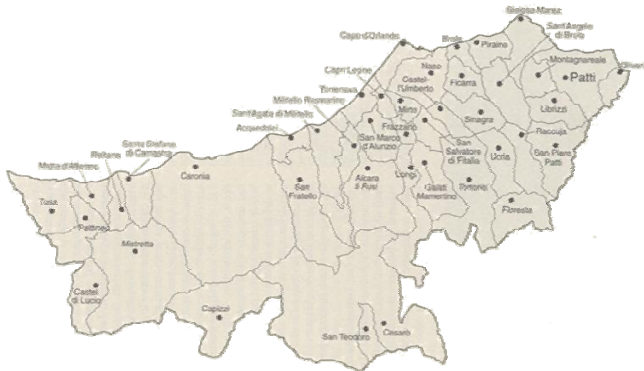 Gioiosa Marea
Sant'Angelo
di Brolo
Capo d'Orlando
Brolo
Piraino
Montagnareale
Patti
Naso
Castel-
l'Umberto
Ficarra
Capri Leone
Torrenova
Militello Rosmarino
Sant'Agata di Militello
Acquedolci
Mirto
Frazzanò
San Marco
d'Alunzio
Sinagra
Librizzi
Raccuja
San Piero
Patti
San
Salvatore
di Fitalia
Ucria
Santo Stefano
di Camastra
Reitano
Motta d'Affermo
Caronia
San
Fratello
Alcara
li Fusi
Longi
Galati
Mamertino
Tortorici
Floresta
Tusa
Pettineo
Mistretta
Castel
di Lucio
Capizzi
San Teodoro
Cesarò